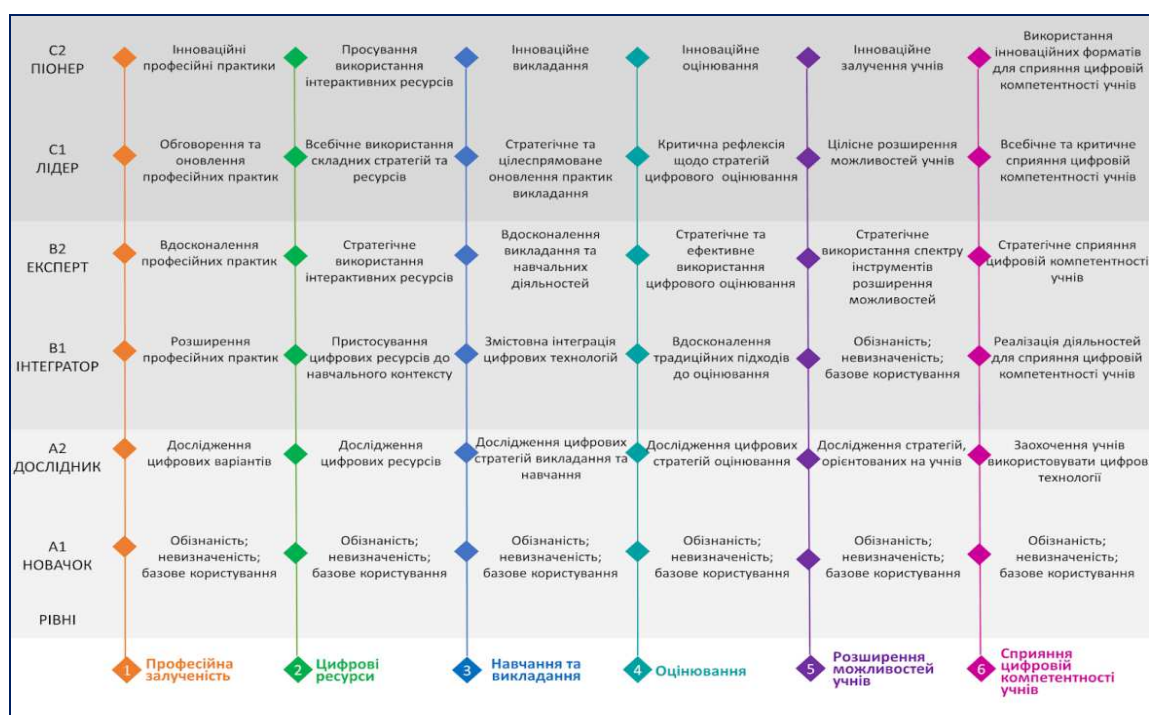 C2
ПІОНЕР
Інноваційні
професійні практики
Просування
використання
інтерактивних ресурсів
Інноваційне
викладання
Інноваційне
оцінювання
Інноваційне
залучення учнів
Використання
інноваційних форматів
для сприяння цифровій
компетентності учнів
C1
ЛІДЕР
Обговорення та
оновлення
професійних практик
Всебічне використання
складних стратегій та
ресурсів
Стратегічне та
цілеспрямоване
оновлення практик
викладання
Критична рефлексія
щодо стратегій
цифрового оцінювання
Цілісне розширення
можливостей учнів
Всебічне та критичне
сприяння цифровій
компетентності учнів
B2
ЕКСПЕРТ
Вдосконалення
професійних практик
Стратегічне
використання
інтерактивних ресурсів
Вдосконалення
викладання та
навчальних
діяльностей
Стратегічне та
ефективне
використання
цифрового оцінювання
Стратегічне
використання спектру
інструментів
розширення
можливостей
Стратегічне сприяння
цифровій компетентності
учнів
B1
ІНТЕГРАТОР
Розширення
професійних практик
Пристосування
цифрових ресурсів до
навчального контексту
Змістовна інтеграція
цифрових технологій
Вдосконалення
традиційних підходів
до оцінювання
Обізнаність;
невизначеність;
базове користування
Реалізація діяльностей
для сприяння цифровій
компетентності учнів
A2
ДОСЛІДНИК
Дослідження
цифрових варіантів
Дослідження
цифрових ресурсів
Дослідження цифрових
стратегій викладання та
навчання
Дослідження цифрових
стратегій оцінювання
Дослідження стратегій,
орієнтованих на учнів
Заохочення учнів
використовувати цифров
технології
A1
НОВАЧОК
Обізнаність;
невизначеність;
базове користування
Обізнаність;
невизначеність;
базове користування
Обізнаність;
невизначеність;
базове користування
Обізнаність;
невизначеність;
базове користування
Обізнаність;
невизначеність;
базове користування
Обізнаність;
невизначеність;
базове користування
РІВНІ
1 Професійна
залученість
2 Цифрові
ресурси
3 Навчання та
викладання
4 Оцінювання
5 Розширення
можливостей
учнів
6 Сприяння
цифровій
компетентності
учнів